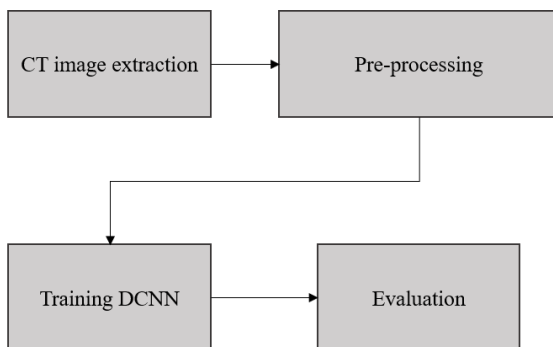 CT image extraction
Pre-processing
Training DCNN
Evaluation